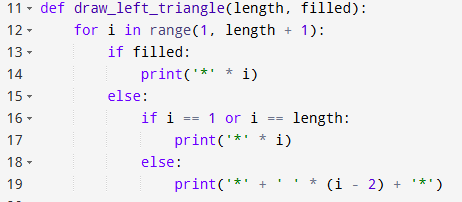 11 def draw_left_triangle(length, filled):
12     for i in range(1, length + 1):
13         if filled:
14             print('*' * i)
15         else:
16             if i == 1 or i == length:
17                 print('*' * i)
18             else:
19                 print('*' + ' ' * (i - 2) + '*')